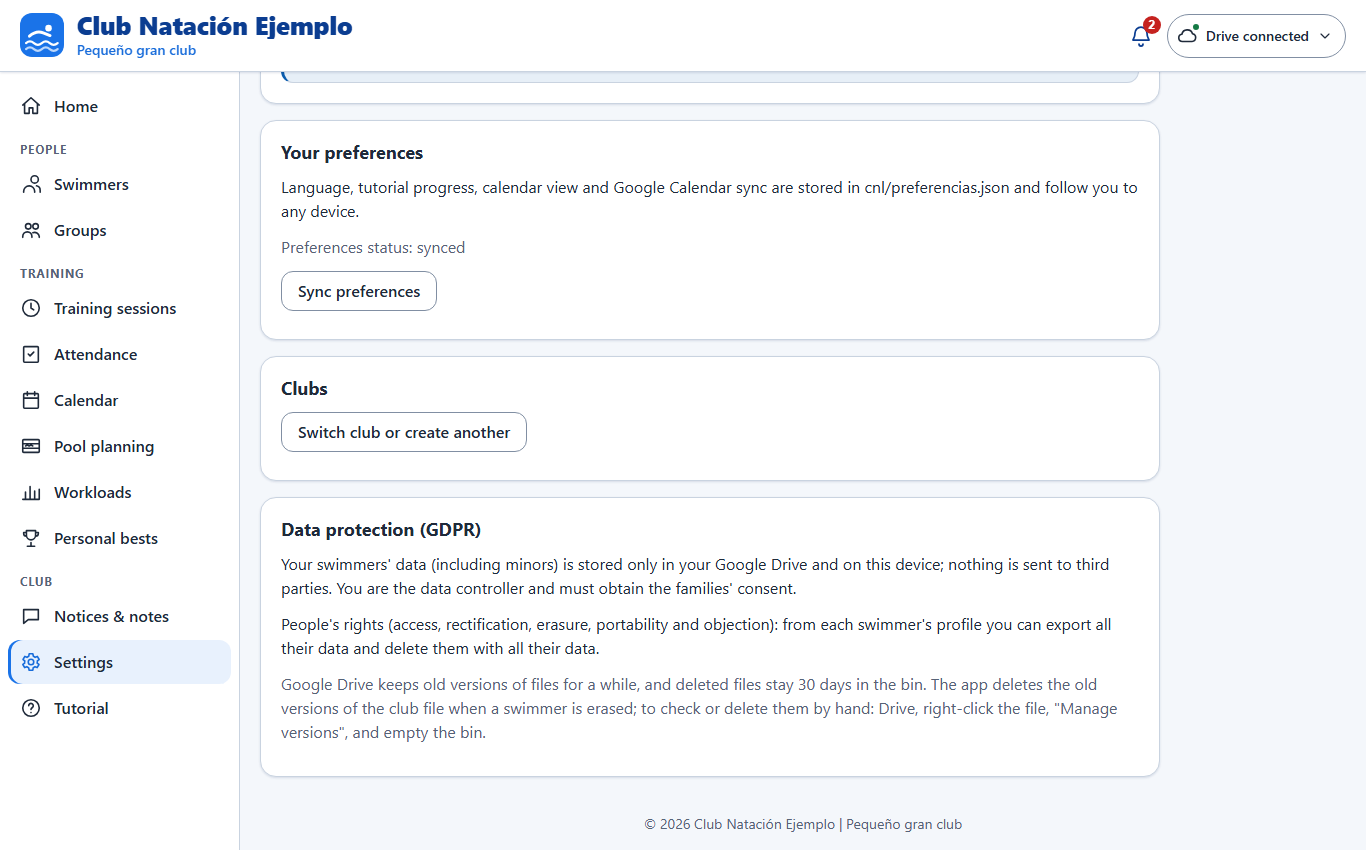 Club Natación Ejemplo
Pequeño gran club
2
Drive connected
Home
PEOPLE
Swimmers
Groups
TRAINING
Training sessions
Attendance
Calendar
Pool planning
Workloads
Personal bests
CLUB
Notices & notes
Settings
Tutorial
Your preferences
Language, tutorial progress, calendar view and Google Calendar sync are stored in cnl/preferencias.json and follow you to
any device.
Preferences status: synced
Sync preferences
Clubs
Switch club or create another
Data protection (GDPR)
Your swimmers' data (including minors) is stored only in your Google Drive and on this device; nothing is sent to third
parties. You are the data controller and must obtain the families' consent.
People's rights (access, rectification, erasure, portability and objection): from each swimmer's profile you can export all
their data and delete them with all their data.
Google Drive keeps old versions of files for a while, and deleted files stay 30 days in the bin. The app deletes the old
versions of the club file when a swimmer is erased; to check or delete them by hand: Drive, right-click the file, "Manage
versions", and empty the bin.
© 2026 Club Natación Ejemplo | Pequeño gran club